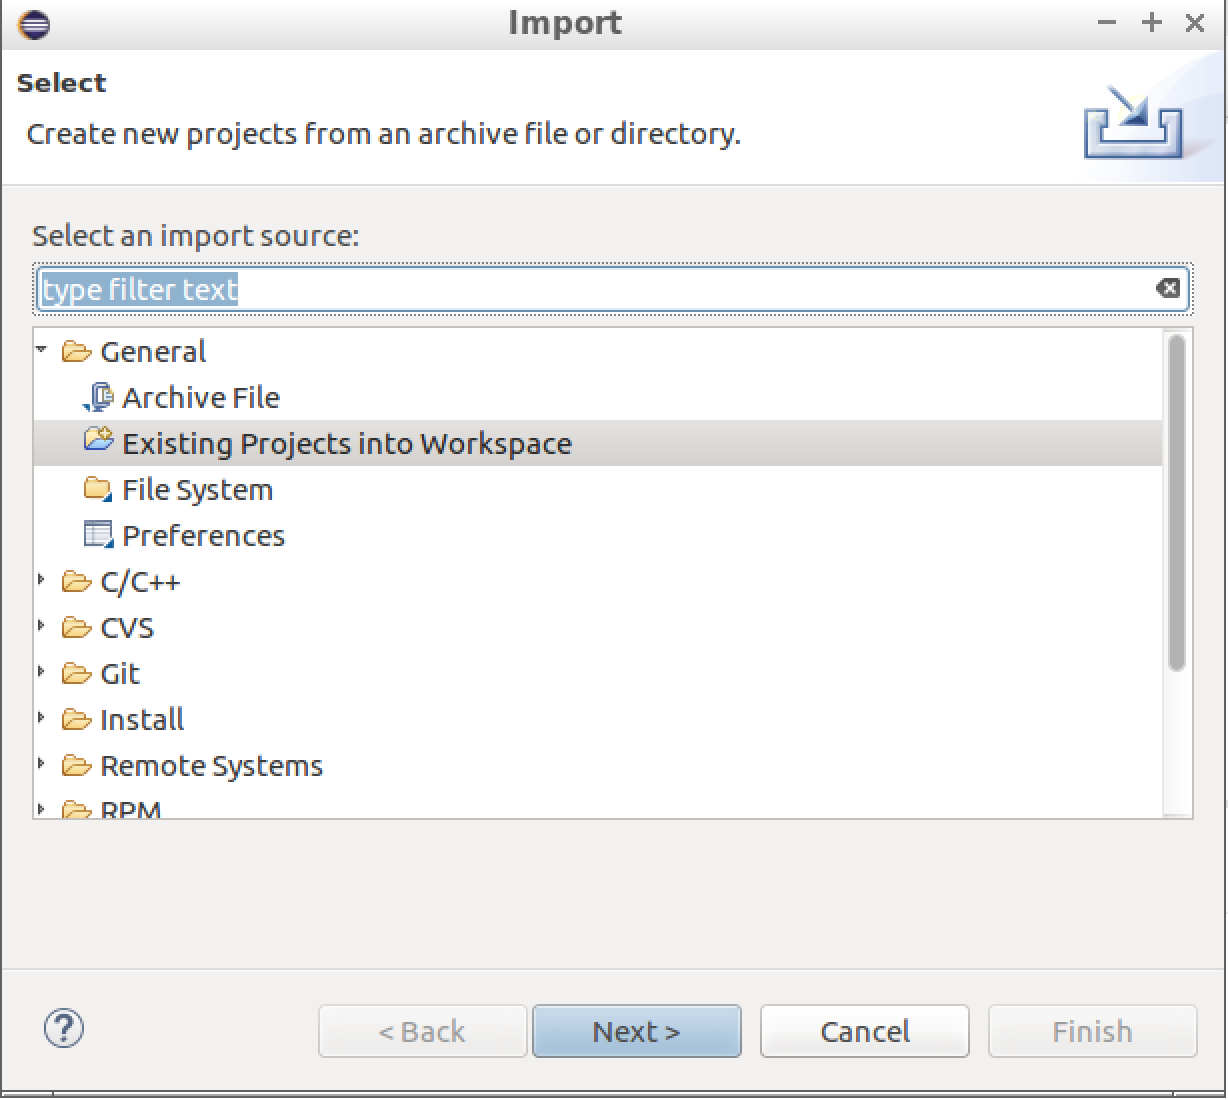 Import
Select
Create new projects from an archive file or directory.
Select an import source:
type filter text
General
Archive File
Existing Projects into Workspace
File System
Preferences
C/C++
CVS
Git
Install
Remote Systems
RPM
< Back
Next >
Cancel
Finish